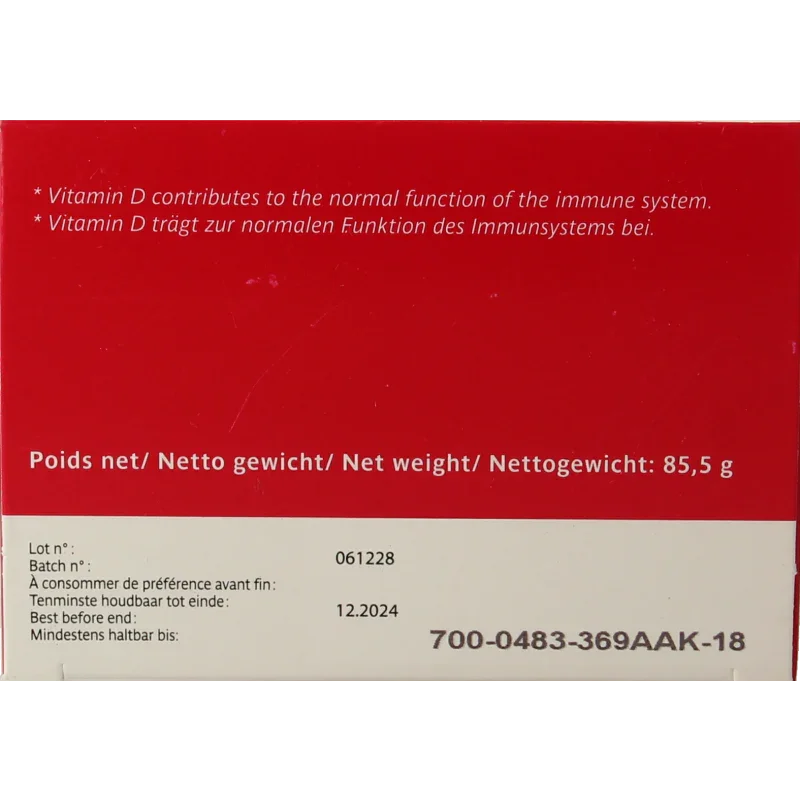 * Vitamin D contributes to the normal function of the immune system.
* Vitamin D trägt zur normalen Funktion des Immunsystems bei.
Poids net/ Netto gewicht/ Net weight/ Nettogewicht: 85,5 g
Lot n° :
Batch n° :
061228
À consommer de préférence avant fin :
Tenminste houdbaar tot einde :
Best before end :
Mindestens haltbar bis:
12.2024
700-0483-369AAK-18